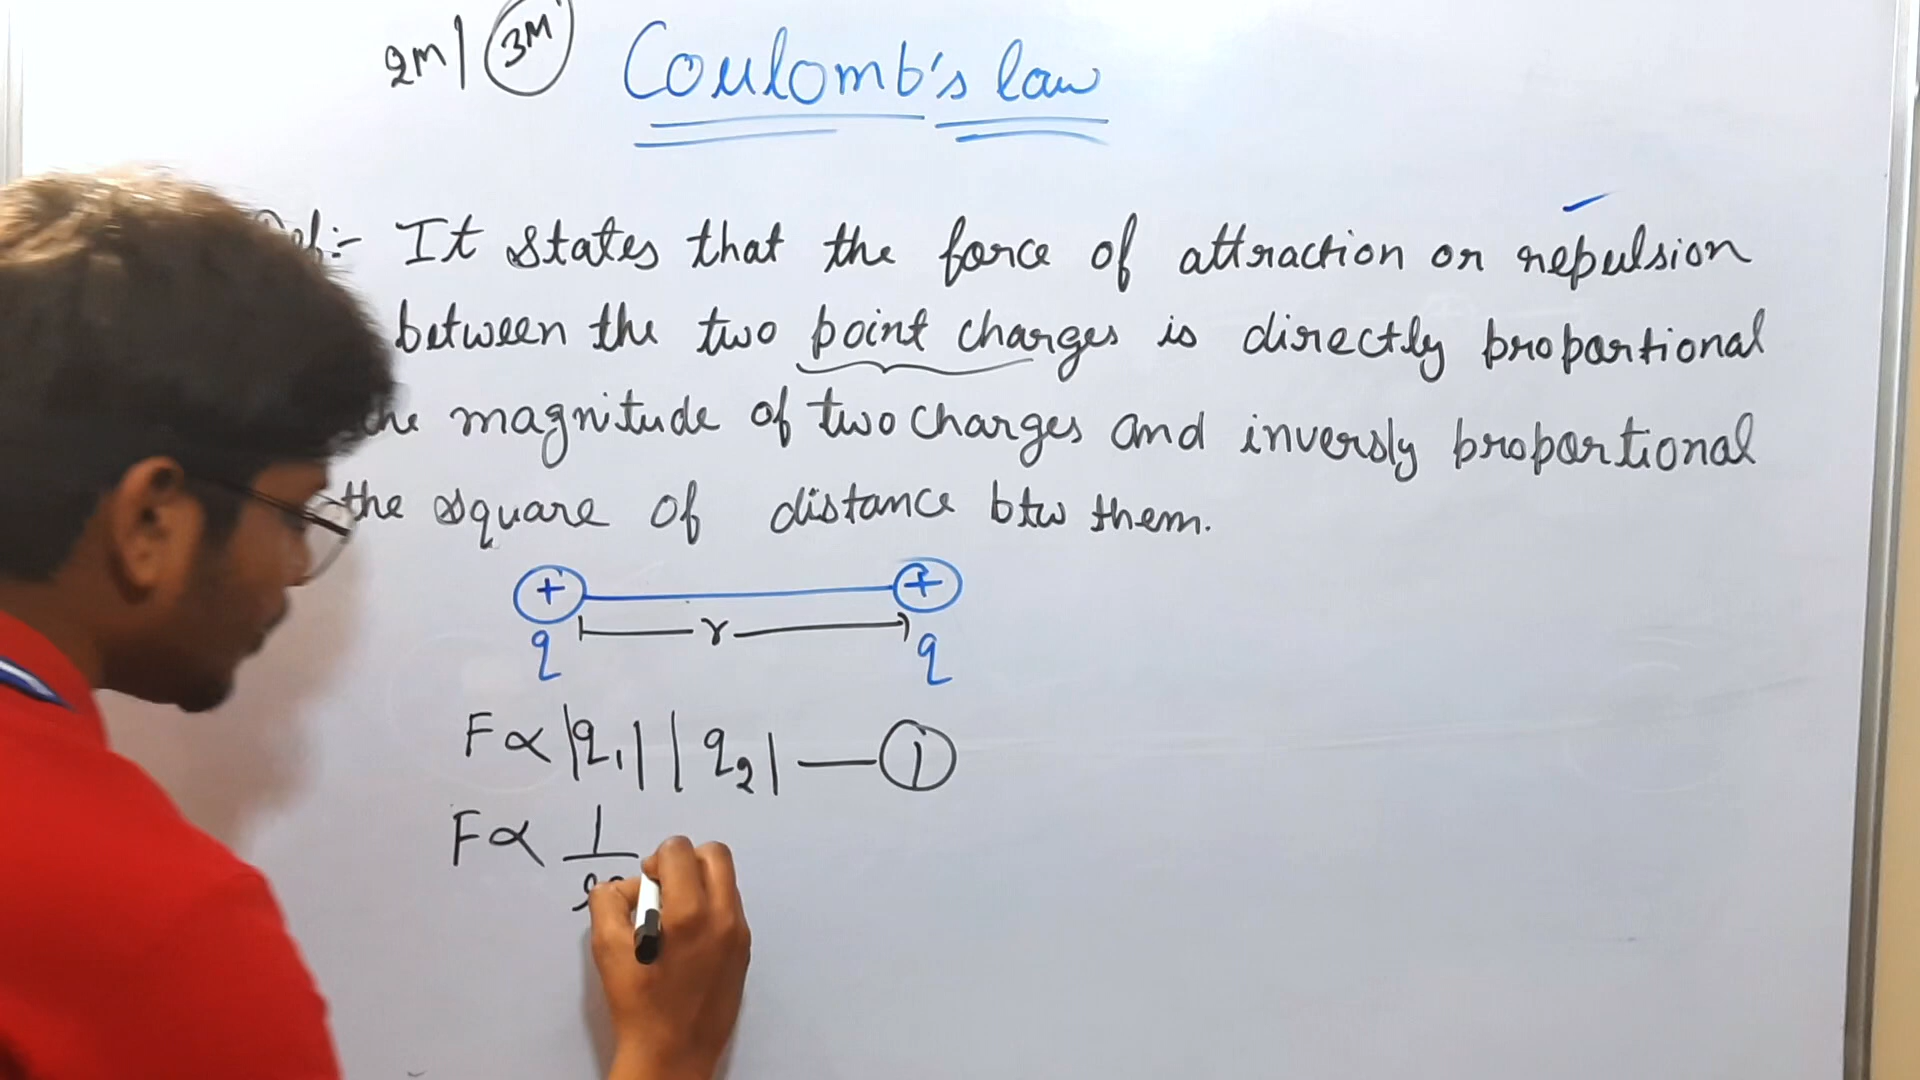 2M | 3M Coulomb's law
It states that the force of attraction or repulsion
between the two point charges is directly proportional
magnitude of two charges and inversly proportional
the square of distance btw them.
+ +
r
q q
F ∝ |q₁| |q₂| — 1
F ∝ 1